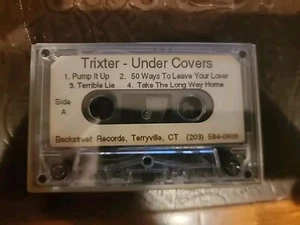 Trixter - Under Covers
1. Pump It Up 2. 50 Ways To Leave Your Lover
3. Terrible Lie 4. Take The Long Way Home
Side
A
Backstreet Records, Terryville, CT (203) 584-0608